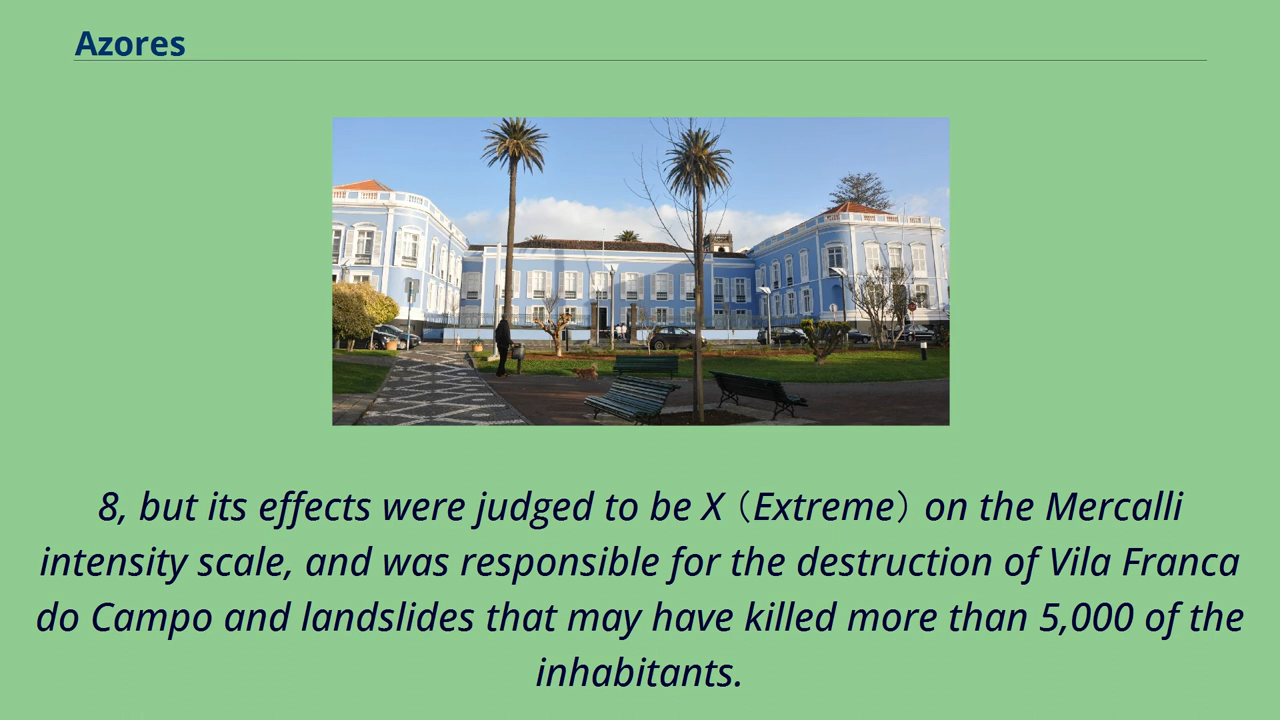 Azores
8, but its effects were judged to be X（Extreme）on the Mercalli
intensity scale, and was responsible for the destruction of Vila Franca
do Campo and landslides that may have killed more than 5,000 of the
inhabitants.